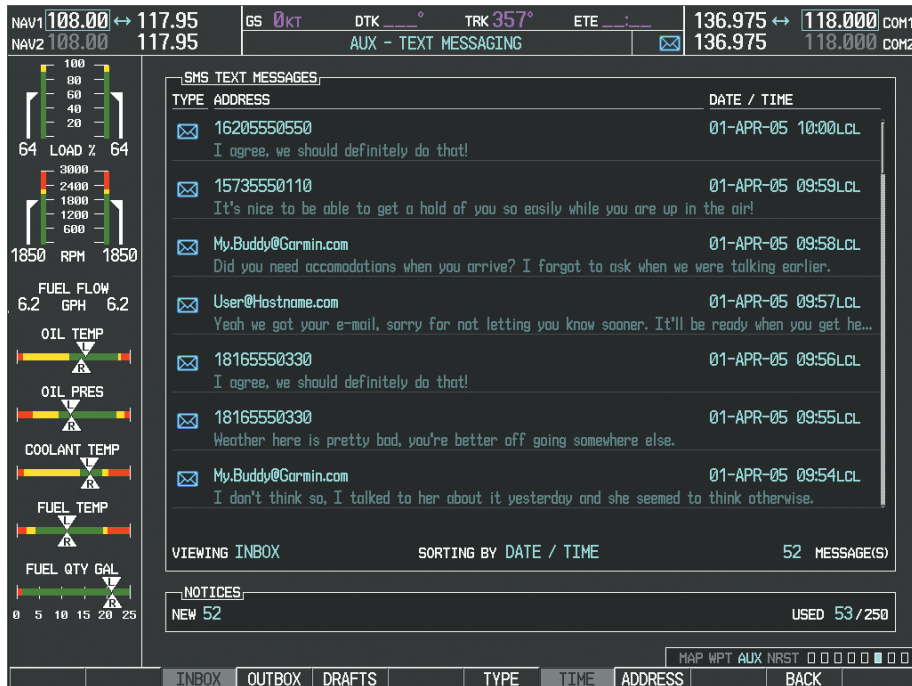 NAV1 108.00 ↔ 117.95 GS 0KT DTK ___° TRK 357° ETE __:__ 136.975 ↔ 118.000 COM1
NAV2 108.00 117.95 AUX - TEXT MESSAGING 136.975 118.000 COM2
100
80
60
40
20
64 LOAD % 64
3000
2400
1800
1200
600
1850 RPM 1850
FUEL FLOW
6.2 GPH 6.2
OIL TEMP
L
R
OIL PRES
L
R
COOLANT TEMP
L
R
FUEL TEMP
L
R
FUEL QTY GAL
L
R
0 5 10 15 20 25
SMS TEXT MESSAGES
TYPE ADDRESS DATE / TIME
16205550550 01-APR-05 10:00LCL
I agree, we should definitely do that!
15735550110 01-APR-05 09:59LCL
It's nice to be able to get a hold of you so easily while you are up in the air!
My.Buddy@Garmin.com 01-APR-05 09:58LCL
Did you need accomodations when you arrive? I forgot to ask when we were talking earlier.
User@Hostname.com 01-APR-05 09:57LCL
Yeah we got your e-mail, sorry for not letting you know sooner. It'll be ready when you get he...
18165550330 01-APR-05 09:56LCL
I agree, we should definitely do that!
18165550330 01-APR-05 09:55LCL
Weather here is pretty bad, you're better off going somewhere else.
My.Buddy@Garmin.com 01-APR-05 09:54LCL
I don't think so, I talked to her about it yesterday and she seemed to think otherwise.
VIEWING INBOX SORTING BY DATE / TIME 52 MESSAGE(S)
NOTICES
NEW 52 USED 53/250
MAP WPT AUX NRST
INBOX OUTBOX DRAFTS TYPE TIME ADDRESS BACK